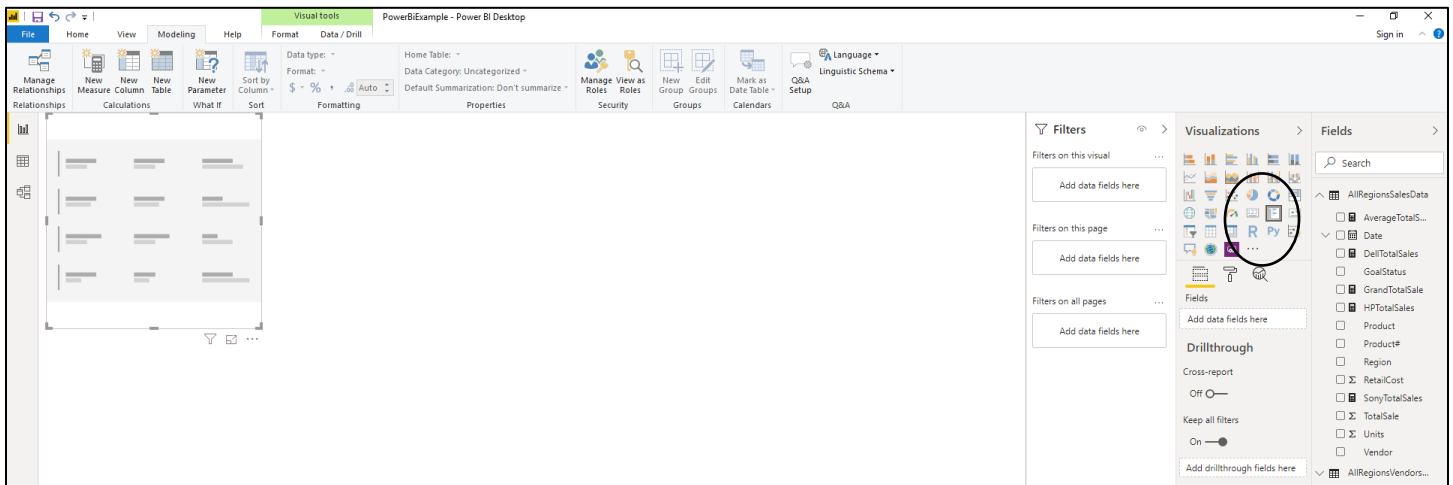 Visual tools PowerBiExample - Power BI Desktop
File Home View Modeling Help Format Data / Drill Sign in
Manage Relationships
New Measure
New Column
New Table
New Parameter
Sort by Column
Data type:
Format:
$ % , .00 Auto
Home Table:
Data Category: Uncategorized
Default Summarization: Don't summarize
Manage Roles
View as Roles
New Group
Edit Groups
Mark as Date Table
Q&A Setup
Language
Linguistic Schema
Relationships Calculations What If Sort Formatting Properties Security Groups Calendars Q&A
Filters
Filters on this visual ...
Add data fields here
Filters on this page ...
Add data fields here
Filters on all pages ...
Add data fields here
Visualizations
R Py
...
Fields
Add data fields here
Drillthrough
Cross-report
Off
Keep all filters
On
Add drillthrough fields here
Fields
Search
AllRegionsSalesData
AverageTotalS...
Date
DellTotalSales
GoalStatus
GrandTotalSale
HPTotalSales
Product
Product#
Region
Σ RetailCost
SonyTotalSales
Σ TotalSale
Σ Units
Vendor
AllRegionsVendors...